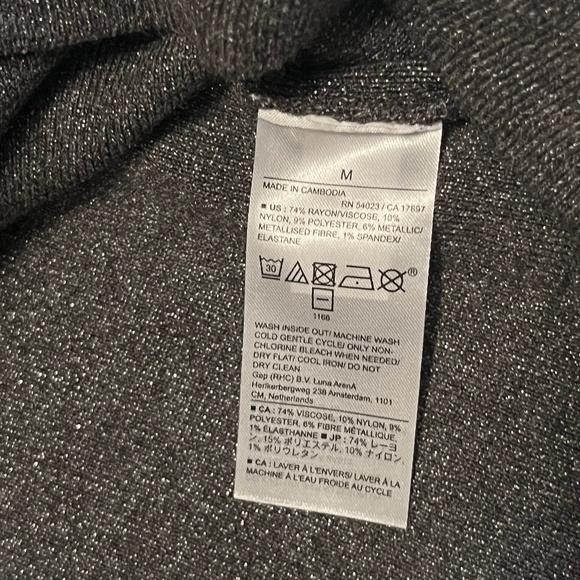 M
MADE IN CAMBODIA
RN 54023 / CA 17897
■ US : 74% RAYON/VISCOSE, 10%
NYLON, 9% POLYESTER, 6% METALLIC/
METALLISED FIBRE, 1% SPANDEX/
ELASTANE
30
®
1166
WASH INSIDE OUT/ MACHINE WASH
COLD GENTLE CYCLE/ ONLY NON-
CHLORINE BLEACH WHEN NEEDED/
DRY FLAT/ COOL IRON/ DO NOT
DRY CLEAN
Gap (RHC) B.V. Luna ArenA
Herikerbergweg 238 Amsterdam, 1101
CM, Netherlands
■ CA : 74% VISCOSE, 10% NYLON, 9%
POLYESTER, 6% FIBRE MÉTALLIQUE,
1% ÉLASTHANNE ■ JP : 74% レーヨ
ン, 15% ポリエステル, 10% ナイロン,
1% ポリウレタン
■ CA : LAVER À L'ENVERS/ LAVER À LA
MACHINE À L'EAU FROIDE AU CYCLE